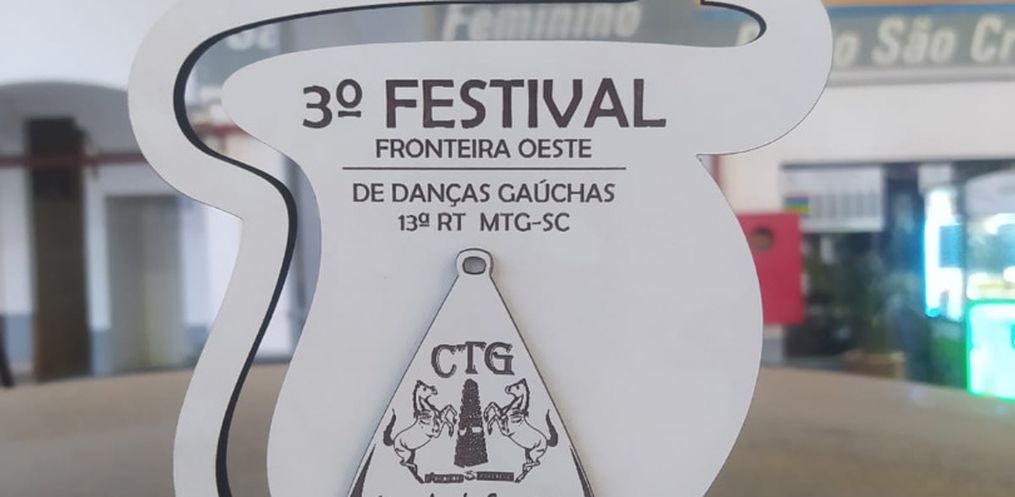 Feminino
São Cr
3º FESTIVAL
FRONTEIRA OESTE
DE DANÇAS GAÚCHAS
13ª RT MTG-SC
CTG